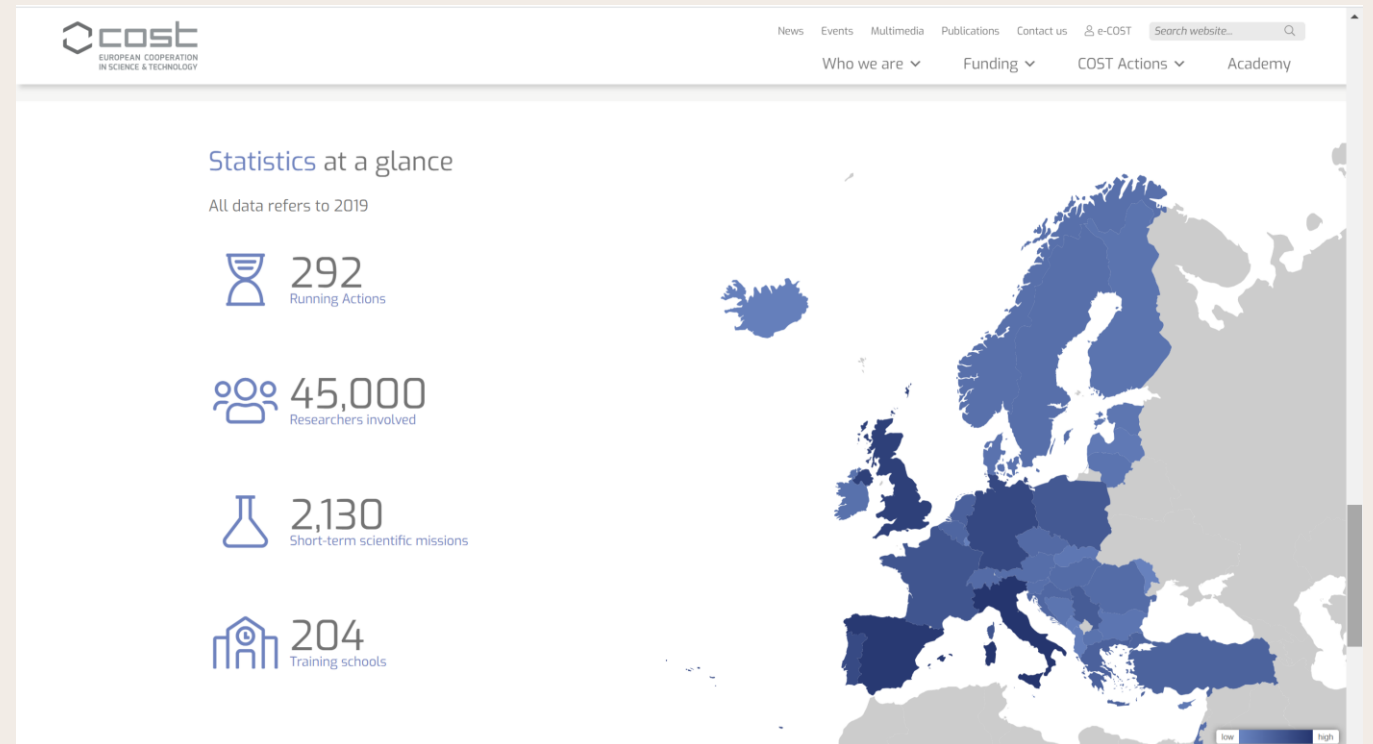 cost
EUROPEAN COOPERATION
IN SCIENCE & TECHNOLOGY
News Events Multimedia Publications Contact us e-COST Search website...
Who we are Funding COST Actions Academy
Statistics at a glance
All data refers to 2019
292
Running Actions
45,000
Researchers involved
2,130
Short-term scientific missions
204
Training schools
low high